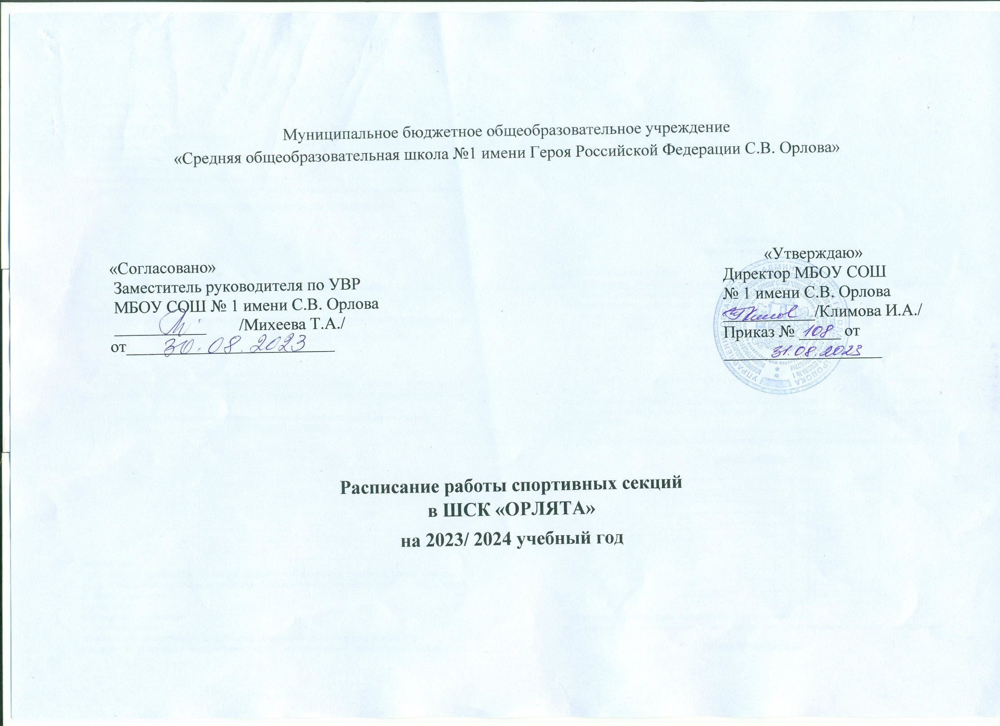 Муниципальное бюджетное общеобразовательное учреждение
«Средняя общеобразовательная школа №1 имени Героя Российской Федерации С.В. Орлова»
«Согласовано»
Заместитель руководителя по УВР
МБОУ СОШ № 1 имени С.В. Орлова
/Михеева Т.А./
от 30.08.2023
«Утверждаю»
Директор МБОУ СОШ
№ 1 имени С.В. Орлова
/Климова И.А./
Приказ № 108 от
31.08.2023
Расписание работы спортивных секций
в ШСК «ОРЛЯТА»
на 2023/ 2024 учебный год